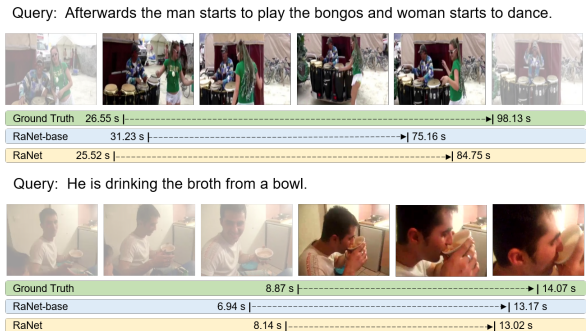 Query: Afterwards the man starts to play the bongos and woman starts to dance.
Ground Truth 26.55 s 98.13 s
RaNet-base 31.23 s 75.16 s
RaNet 25.52 s 84.75 s
Query: He is drinking the broth from a bowl.
Ground Truth 8.87 s 14.07 s
RaNet-base 6.94 s 13.17 s
RaNet 8.14 s 13.02 s